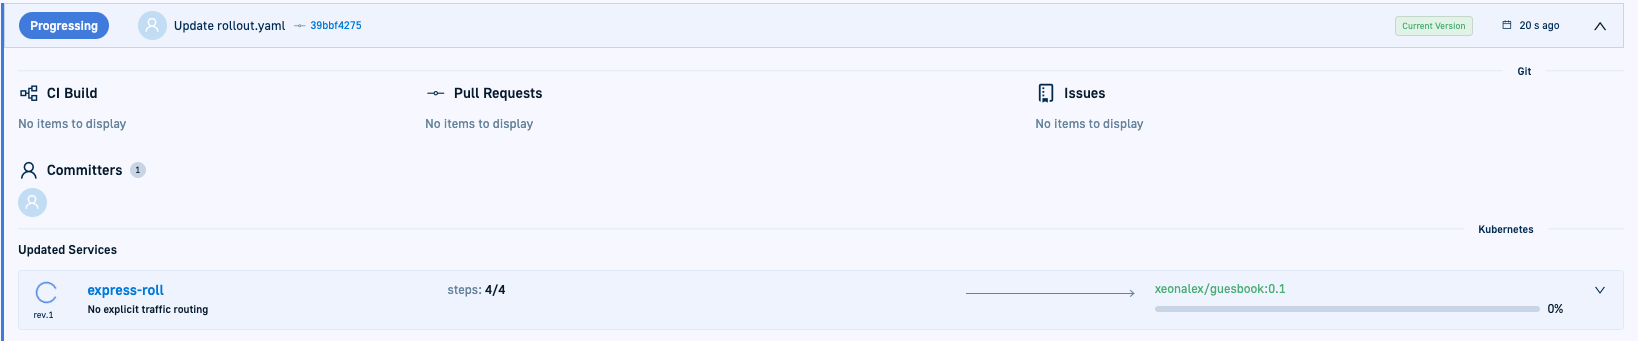 Progressing Update rollout.yaml 39bbf4275 Current Version 20 s ago
Git
CI Build Pull Requests Issues
No items to display No items to display No items to display
Committers 1
Kubernetes
Updated Services
express-roll steps: 4/4 xeonalex/guesbook:0.1
No explicit traffic routing 0%
rev.1